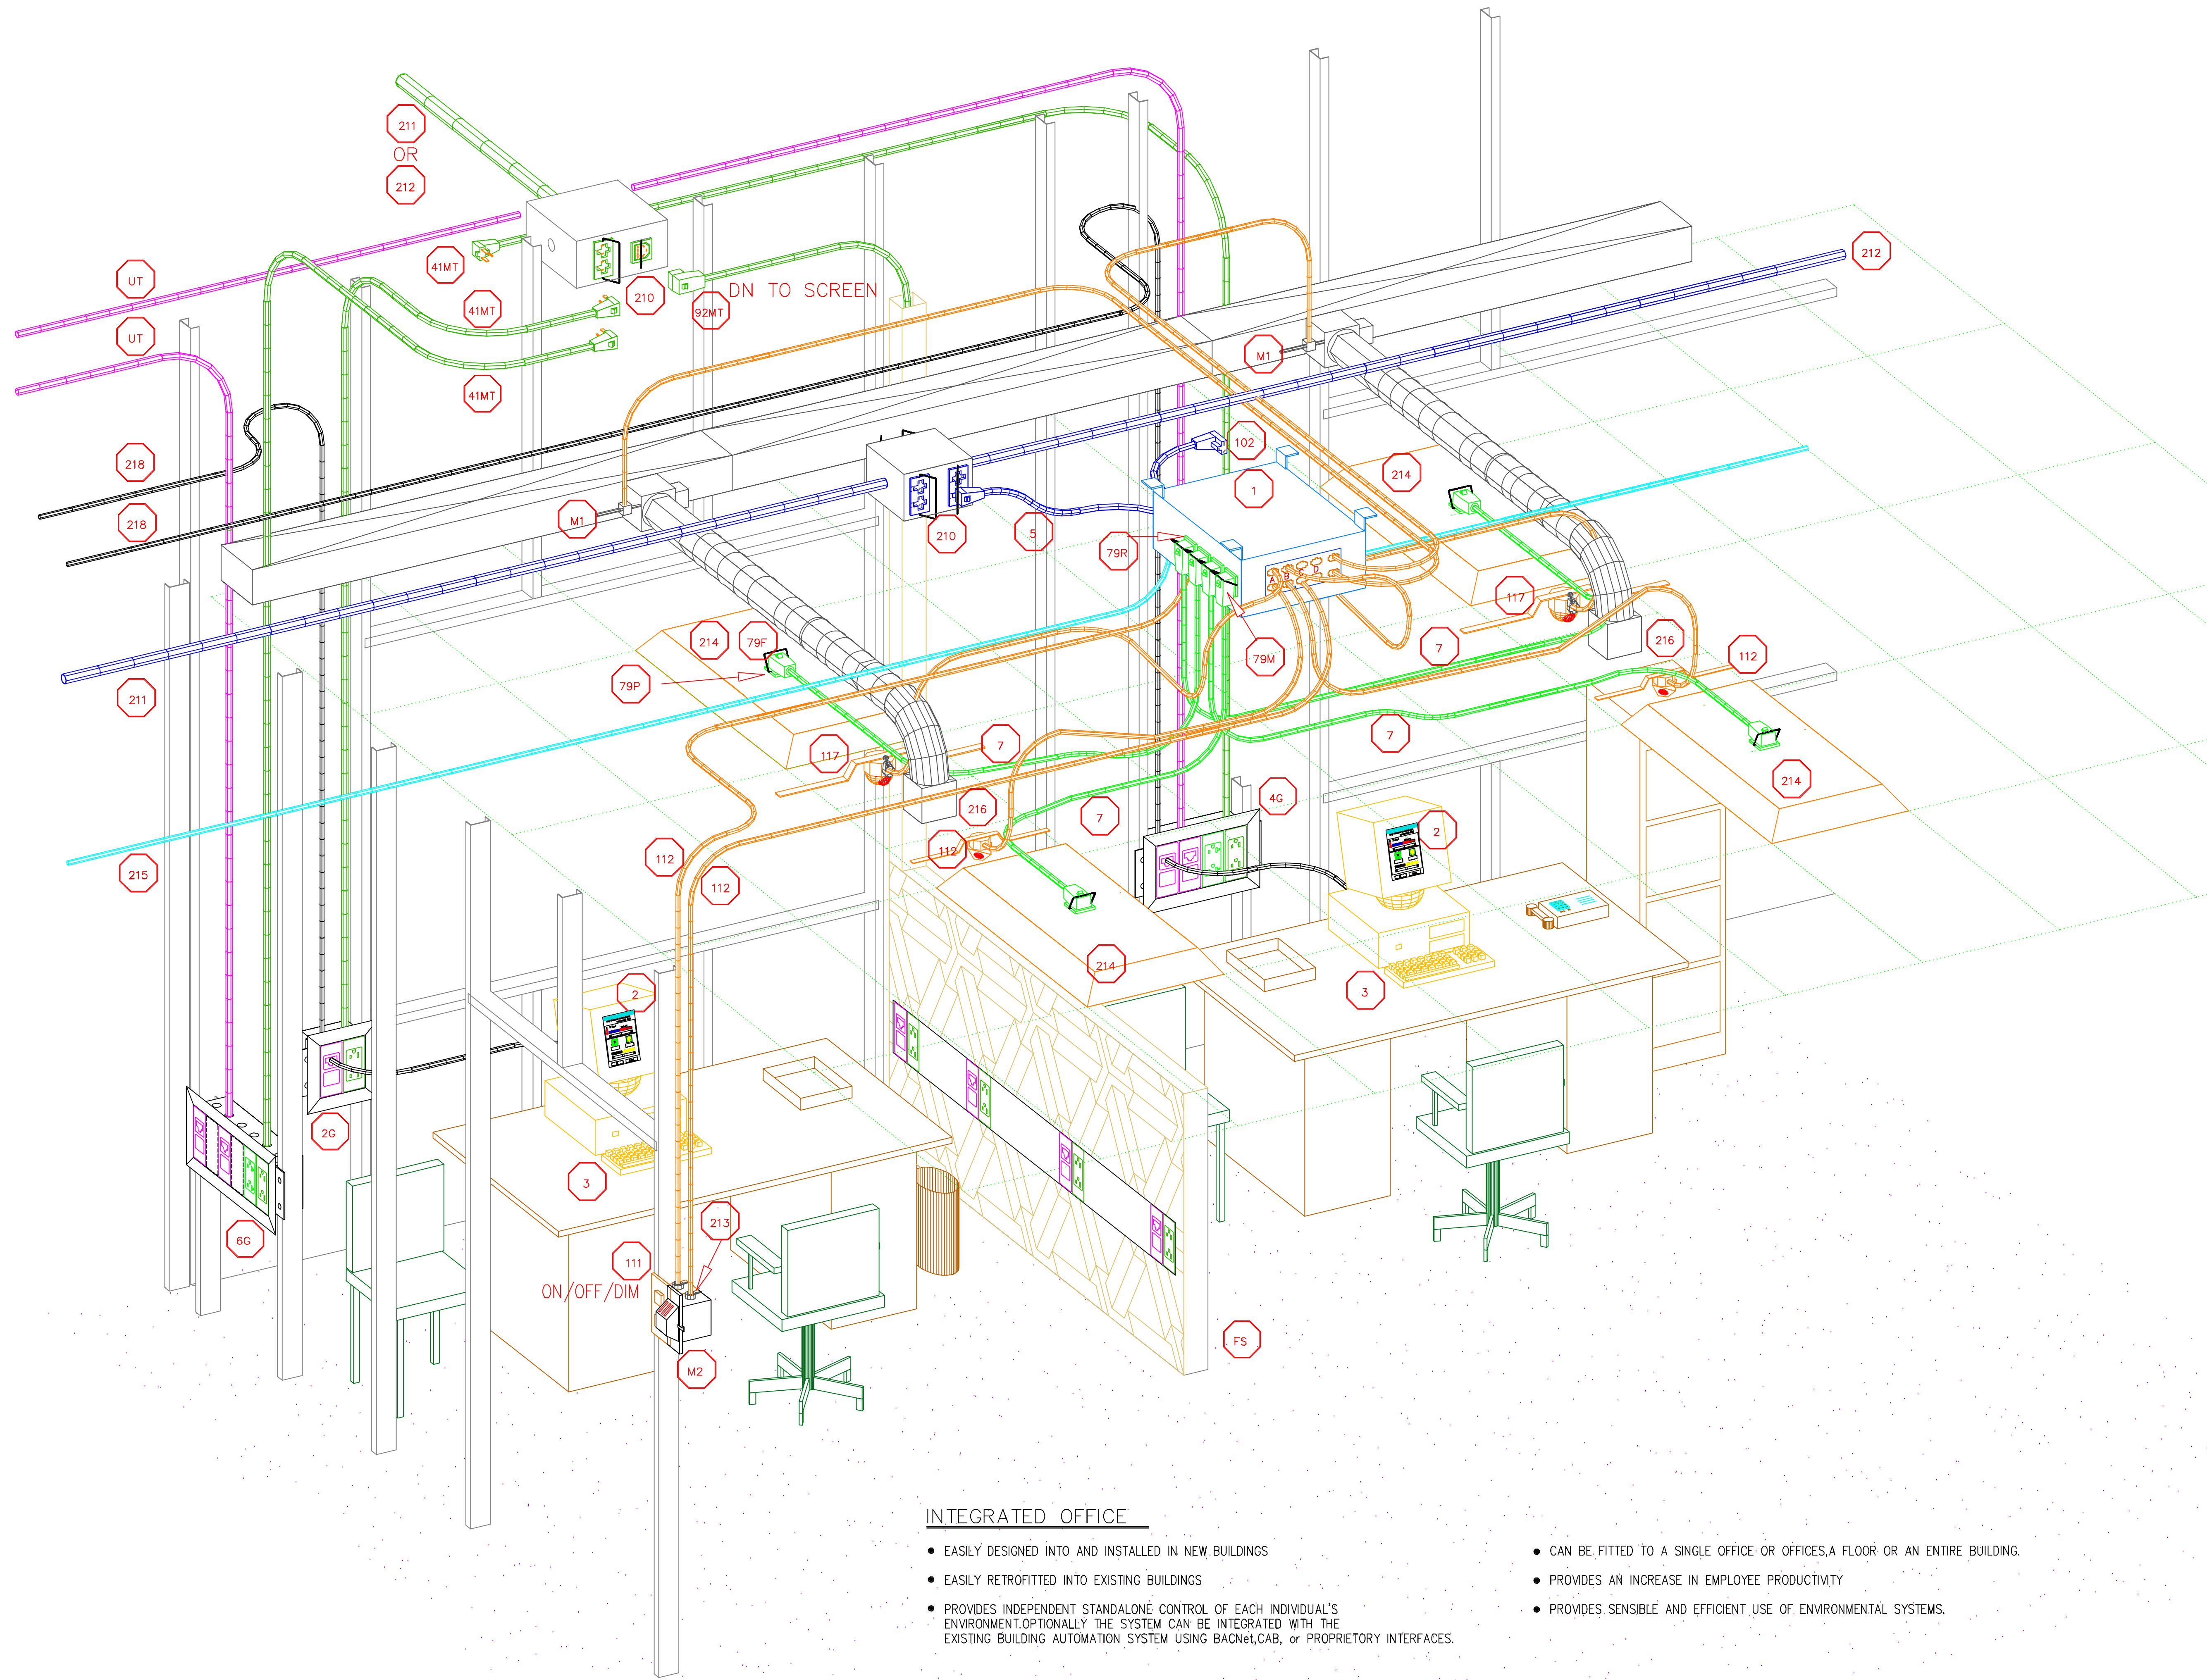 211
OR
212
41MT
UT
41MT
210
92MT
DN TO SCREEN
212
UT
41MT
M1
218
102
214
1
218
M1
210
5
79R
117
214
79F
79M
7
216
112
79P
211
117
7
7
214
216
4G
7
2
112
215
112
112
214
3
2
2G
3
6G
213
111
ON/OFF/DIM
M2
FS
A
B
D
INTEGRATED OFFICE
• EASILY DESIGNED INTO AND INSTALLED IN NEW BUILDINGS
• EASILY RETROFITTED INTO EXISTING BUILDINGS
• PROVIDES INDEPENDENT STANDALONE CONTROL OF EACH INDIVIDUAL'S
ENVIRONMENT.OPTIONALLY THE SYSTEM CAN BE INTEGRATED WITH THE
EXISTING BUILDING AUTOMATION SYSTEM USING BACNet,CAB, or PROPRIETORY INTERFACES.
• CAN BE FITTED TO A SINGLE OFFICE OR OFFICES,A FLOOR OR AN ENTIRE BUILDING.
• PROVIDES AN INCREASE IN EMPLOYEE PRODUCTIVITY
• PROVIDES SENSIBLE AND EFFICIENT USE OF ENVIRONMENTAL SYSTEMS.